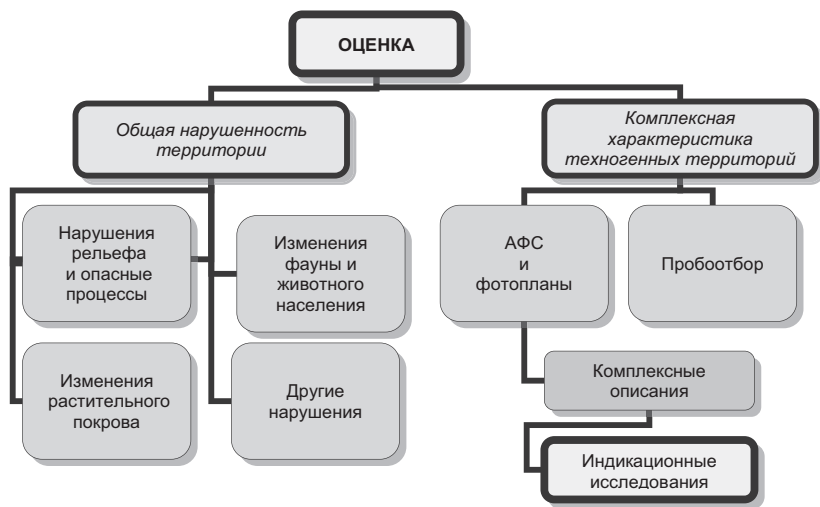 ОЦЕНКА
Общая нарушенность
территории
Комплексная
характеристика
техногенных территорий
Нарушения
рельефа
и опасные
процессы
Изменения
фауны и
животного
населения
АФС
и
фотопланы
Пробоотбор
Изменения
растительного
покрова
Другие
нарушения
Комплексные
описания
Индикационные
исследования